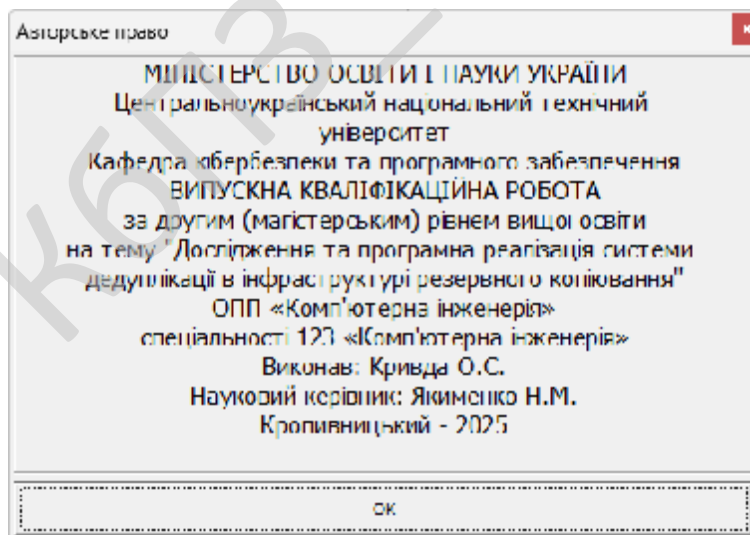 Авторське право
МІНІСТЕРСТВО ОСВІТИ І НАУКИ УКРАЇНИ
Центральноукраїнський національний технічний
університет
Кафедра кібербезпеки та програмного забезпечення
ВИПУСКНА КВАЛІФІКАЦІЙНА РОБОТА
за другим (магістерським) рівнем вищої освіти
на тему "Дослідження та програмна реалізація системи
дедуплікації в інфраструктурі резервного копіювання"
ОПП «Комп'ютерна інженерія»
спеціальності 123 «Комп'ютерна інженерія»
Виконав: Кривда О.С.
Науковий керівник: Якименко Н.М.
Кропивницький - 2025
ОК
КбПЗ_